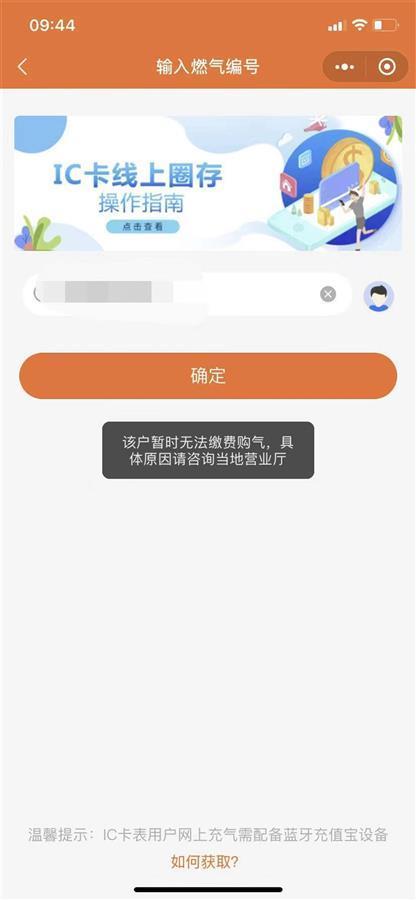 09:44
输入燃气编号
IC卡线上圈存
操作指南
点击查看
确定
该户暂时无法缴费购气，具
体原因请咨询当地营业厅
温馨提示：IC卡表用户网上充气需配备蓝牙充值宝设备
如何获取?